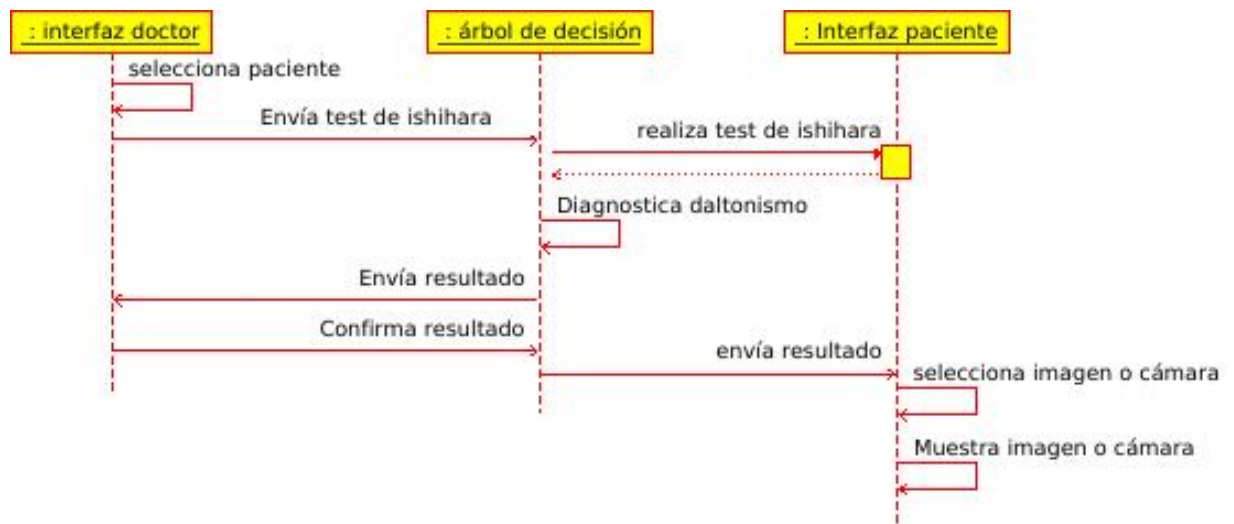 : interfaz doctor
: árbol de decisión
: Interfaz paciente
selecciona paciente
Envía test de ishihara
realiza test de ishihara
Diagnostica daltonismo
Envía resultado
Confirma resultado
envía resultado
selecciona imagen o cámara
Muestra imagen o cámara